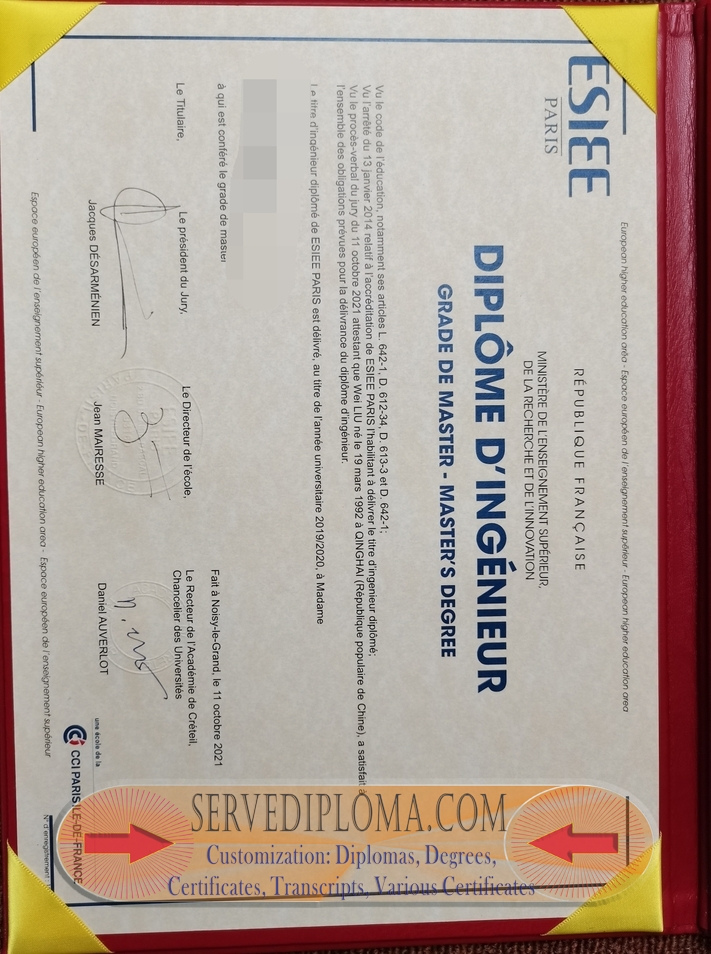 European higher education area - Espace européen de l'enseignement supérieur - European higher education area
ESIEE
PARIS
RÉPUBLIQUE FRANÇAISE
MINISTÈRE DE L'ENSEIGNEMENT SUPÉRIEUR,
DE LA RECHERCHE ET DE L'INNOVATION
DIPLÔME D'INGÉNIEUR
GRADE DE MASTER - MASTER'S DEGREE
Vu le code de l'éducation, notamment ses articles L. 642-1, D. 612-34, D. 613-3 et D. 642-1;
Vu l'arrêté du 13 janvier 2014 relatif à l'accréditation de ESIEE PARIS l'habilitant à délivrer le titre d'ingénieur diplômé;
Vu le procès-verbal du jury du 11 octobre 2021 attestant que Wei LIU né le 19 mars 1992 à QINGHAI (République populaire de Chine), a satisfait à
l'ensemble des obligations prévues pour la délivrance du diplôme d'ingénieur.
Le titre d'ingénieur diplômé de ESIEE PARIS est délivré, au titre de l'année universitaire 2019/2020, à Madame
à qui est conféré le grade de master
Fait à Noisy-le-Grand, le 11 octobre 2021
Le Titulaire,
Le président du Jury,
Jacques DÉSARMÉNIEN
Le Directeur de l'école,
Jean MAIRESSE
Le Recteur de l'Académie de Créteil,
Chancelier des Universités
Daniel AUVERLOT
une école de la
CCI PARIS ILE-DE-FRANCE
Espace européen de l'enseignement supérieur - European higher education area - Espace européen de l'enseignement supérieur
N° d'enregistrement :
SERVEDIPLOMA.COM
Customization: Diplomas, Degrees,
Certificates, Transcripts, Various Certificates